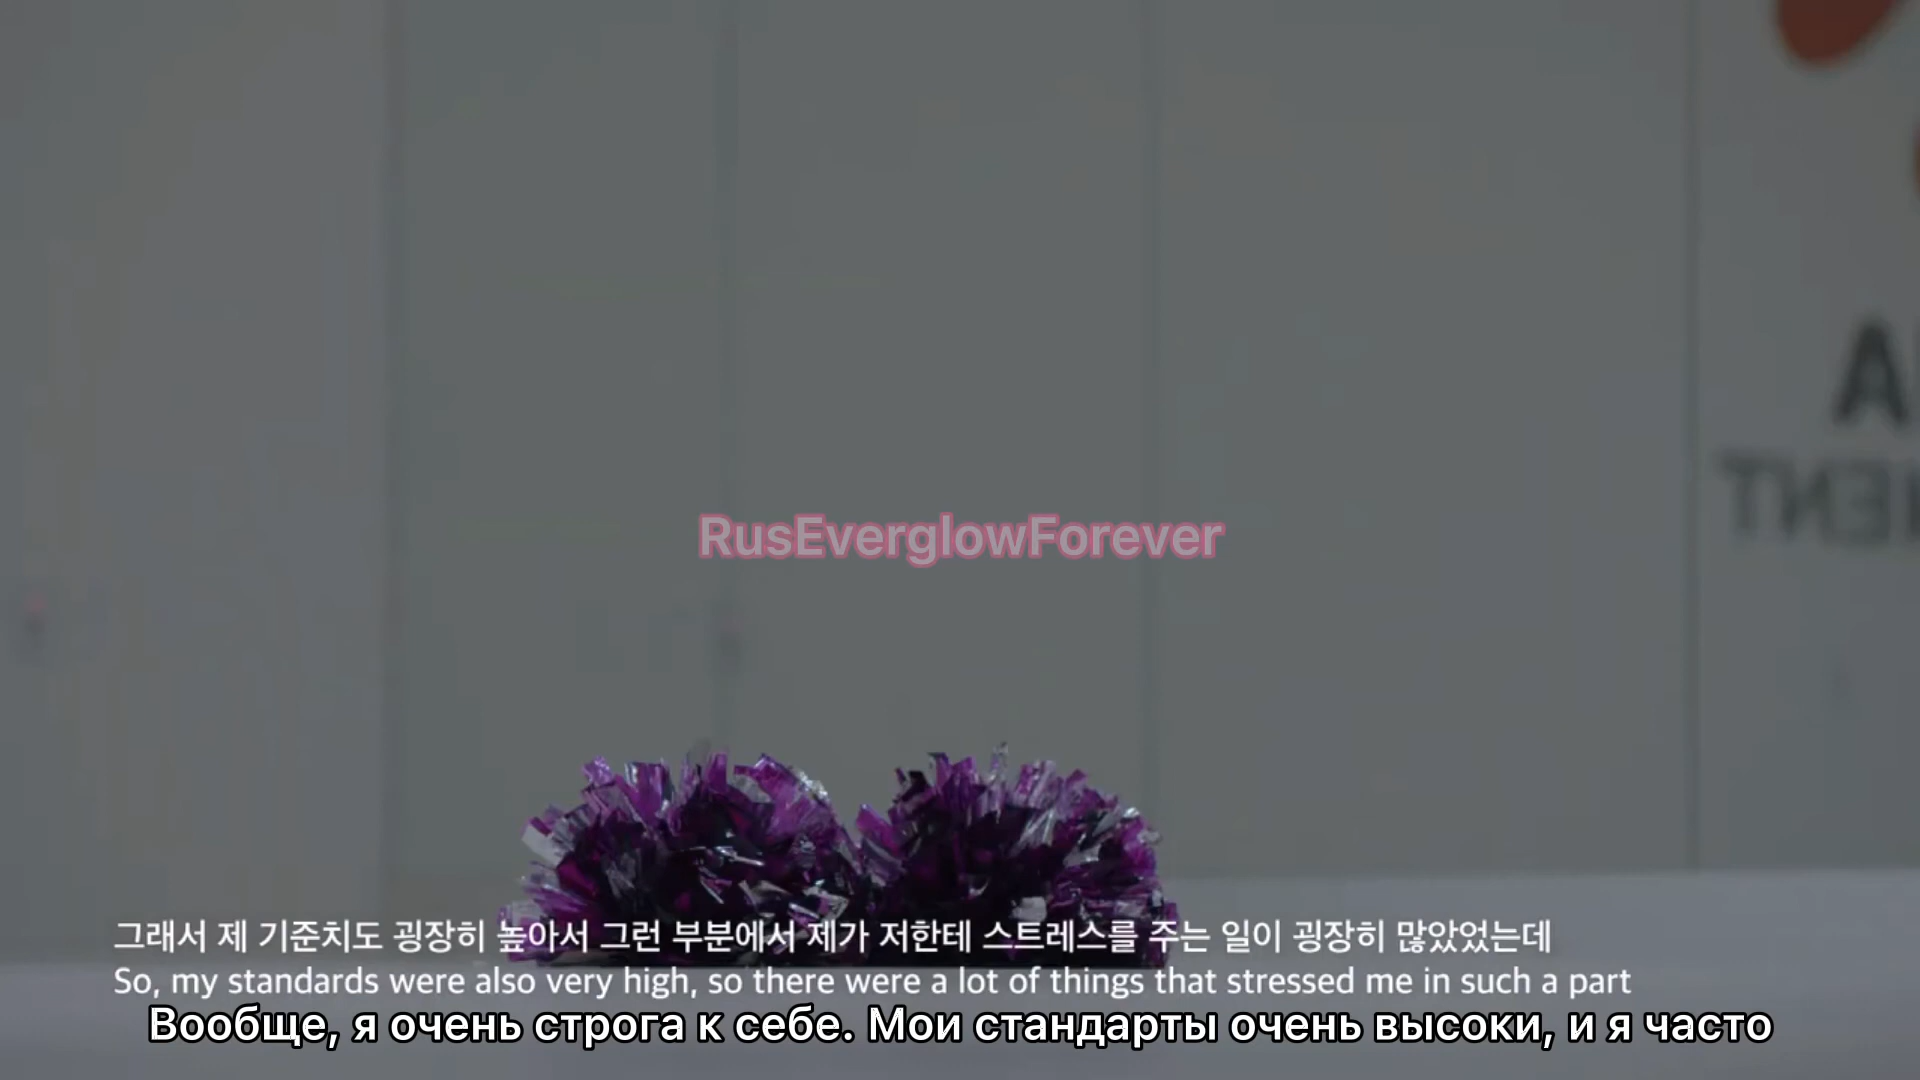 RusEverglowForever
그래서 제 기준치도 굉장히 높아서 그런 부분에서 제가 저한테 스트레스를 주는 일이 굉장히 많았었는데
So, my standards were also very high, so there were a lot of things that stressed me in such a part
Вообще, я очень строга к себе. Мои стандарты очень высоки, и я часто